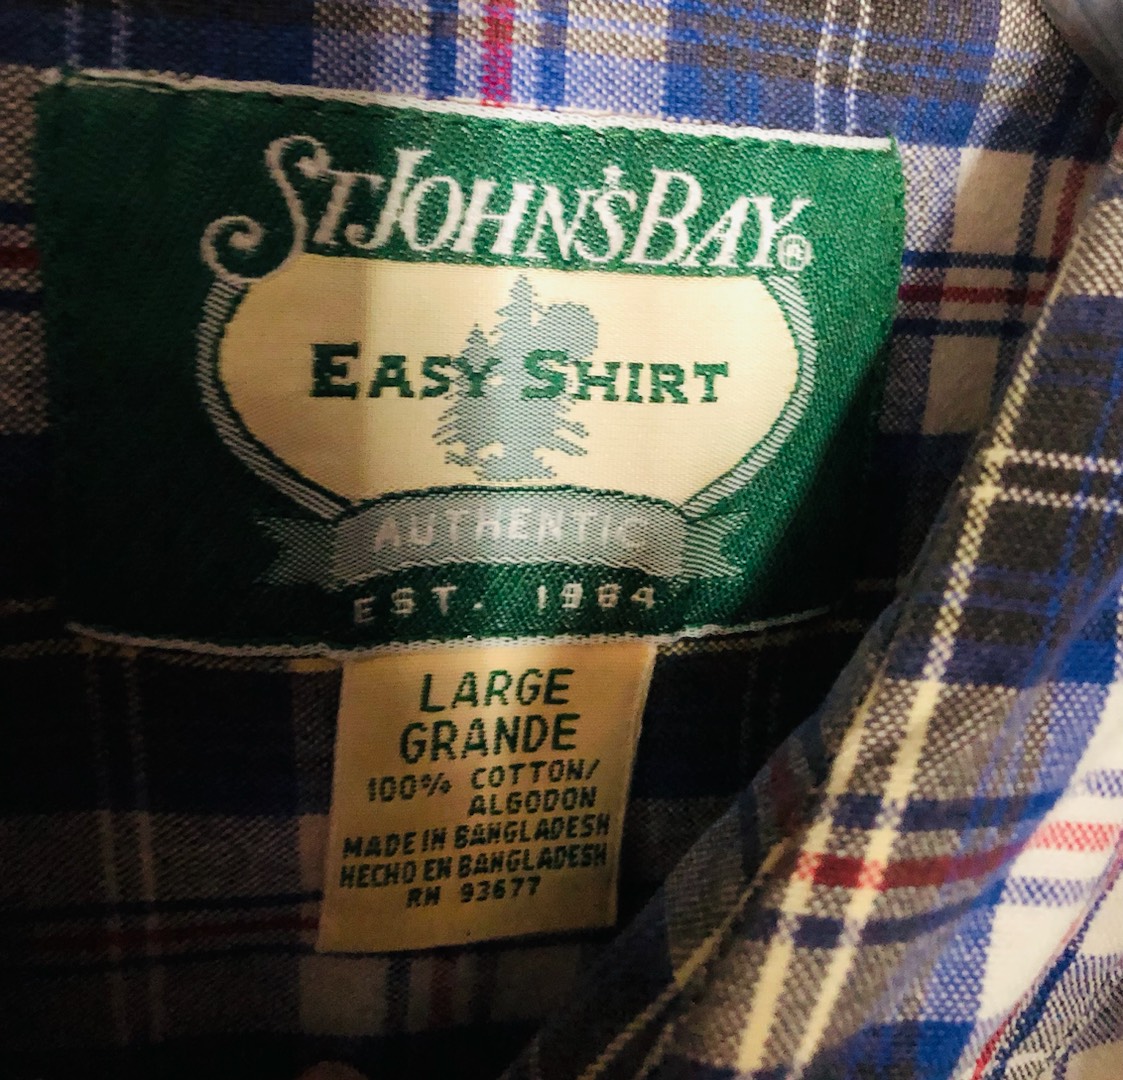 ST JOHN'S BAY®
EASY SHIRT
AUTHENTIC
EST. 1984
LARGE
GRANDE
100% COTTON/
ALGODON
MADE IN BANGLADESH
HECHO EN BANGLADESH
RN 93677